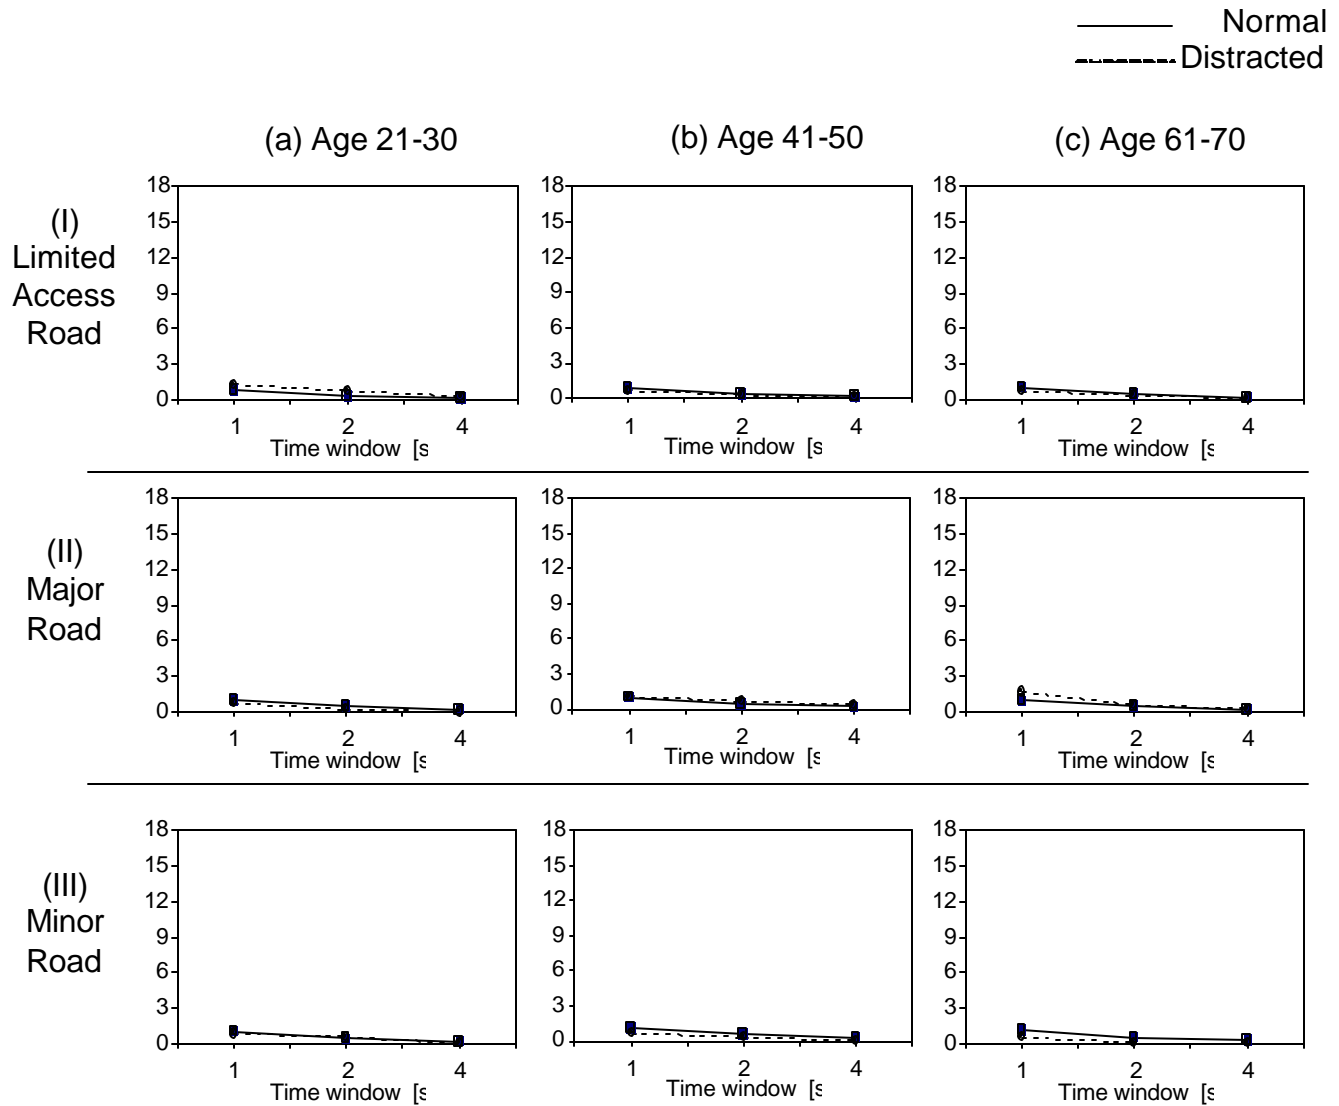 Normal
Distracted
(a) Age 21-30
(b) Age 41-50
(c) Age 61-70
(I)
Limited
Access
Road
18
15
12
9
6
3
0
1 2 4
Time window [s
18
15
12
9
6
3
0
1 2 4
Time window [s
18
15
12
9
6
3
0
1 2 4
Time window [s
(II)
Major
Road
18
15
12
9
6
3
0
1 2 4
Time window [s
18
15
12
9
6
3
0
1 2 4
Time window [s
18
15
12
9
6
3
0
1 2 4
Time window [s
(III)
Minor
Road
18
15
12
9
6
3
0
1 2 4
Time window [s
18
15
12
9
6
3
0
1 2 4
Time window [s
18
15
12
9
6
3
0
1 2 4
Time window [s